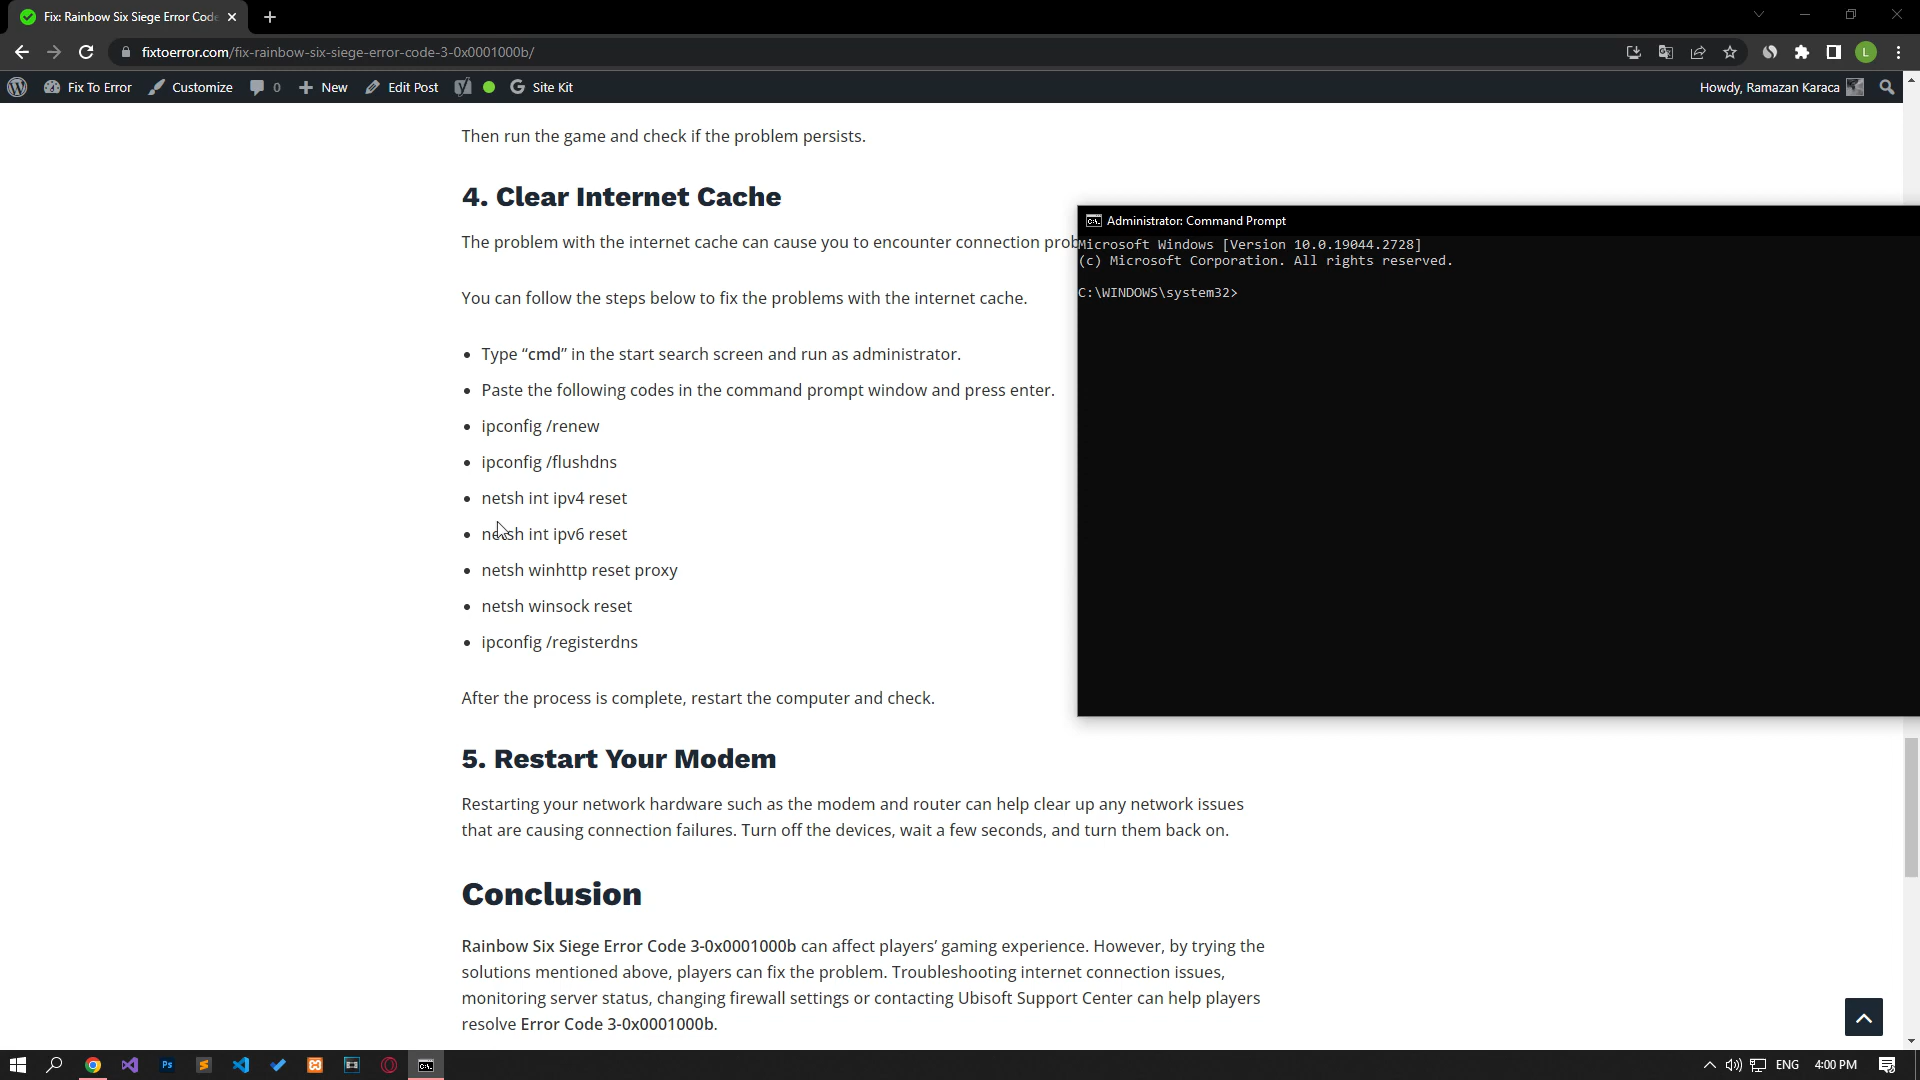 Fix: Rainbow Six Siege Error Code
fixtoerror.com/fix-rainbow-six-siege-error-code-3-0x0001000b/
L
Fix To Error
Customize
0
New
Edit Post
Site Kit
Howdy, Ramazan Karaca
Then run the game and check if the problem persists.
4. Clear Internet Cache
The problem with the internet cache can cause you to encounter connection prob
You can follow the steps below to fix the problems with the internet cache.
• Type “cmd” in the start search screen and run as administrator.
• Paste the following codes in the command prompt window and press enter.
• ipconfig /renew
• ipconfig /flushdns
• netsh int ipv4 reset
• netsh int ipv6 reset
• netsh winhttp reset proxy
• netsh winsock reset
• ipconfig /registerdns
After the process is complete, restart the computer and check.
Administrator: Command Prompt
Microsoft Windows [Version 10.0.19044.2728]
(c) Microsoft Corporation. All rights reserved.
C:\WINDOWS\system32>
5. Restart Your Modem
Restarting your network hardware such as the modem and router can help clear up any network issues
that are causing connection failures. Turn off the devices, wait a few seconds, and turn them back on.
Conclusion
Rainbow Six Siege Error Code 3-0x0001000b can affect players’ gaming experience. However, by trying the
solutions mentioned above, players can fix the problem. Troubleshooting internet connection issues,
monitoring server status, changing firewall settings or contacting Ubisoft Support Center can help players
resolve Error Code 3-0x0001000b.
Ps
ENG
4:00 PM